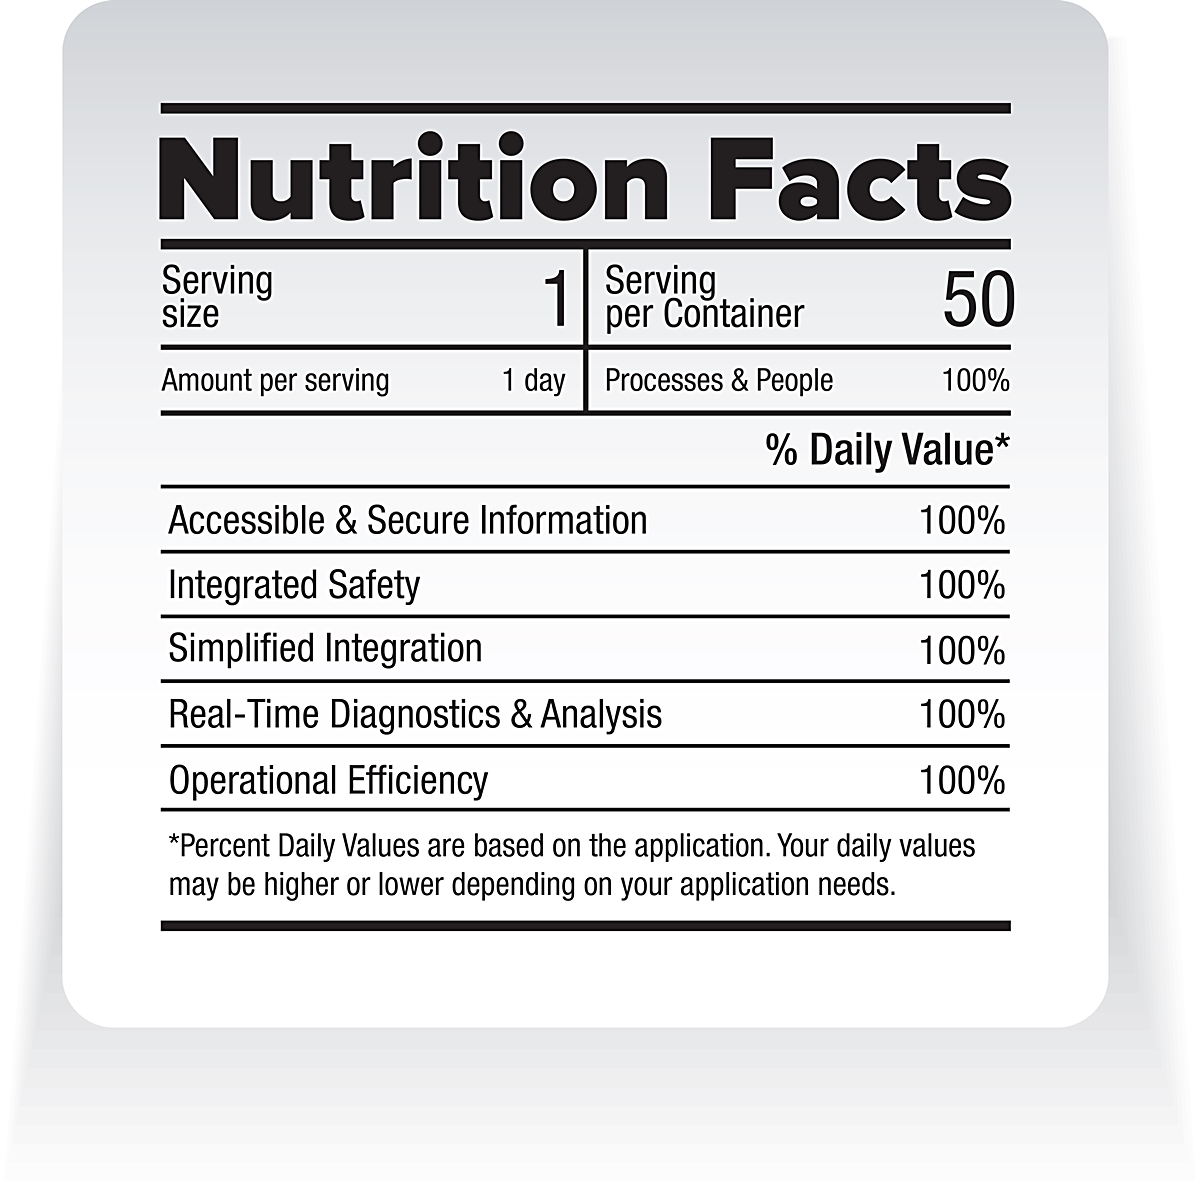 Nutrition Facts
Serving
size 1
Serving
per Container 50
Amount per serving 1 day
Processes & People 100%
% Daily Value*
Accessible & Secure Information 100%
Integrated Safety 100%
Simplified Integration 100%
Real-Time Diagnostics & Analysis 100%
Operational Efficiency 100%
*Percent Daily Values are based on the application. Your daily values
may be higher or lower depending on your application needs.